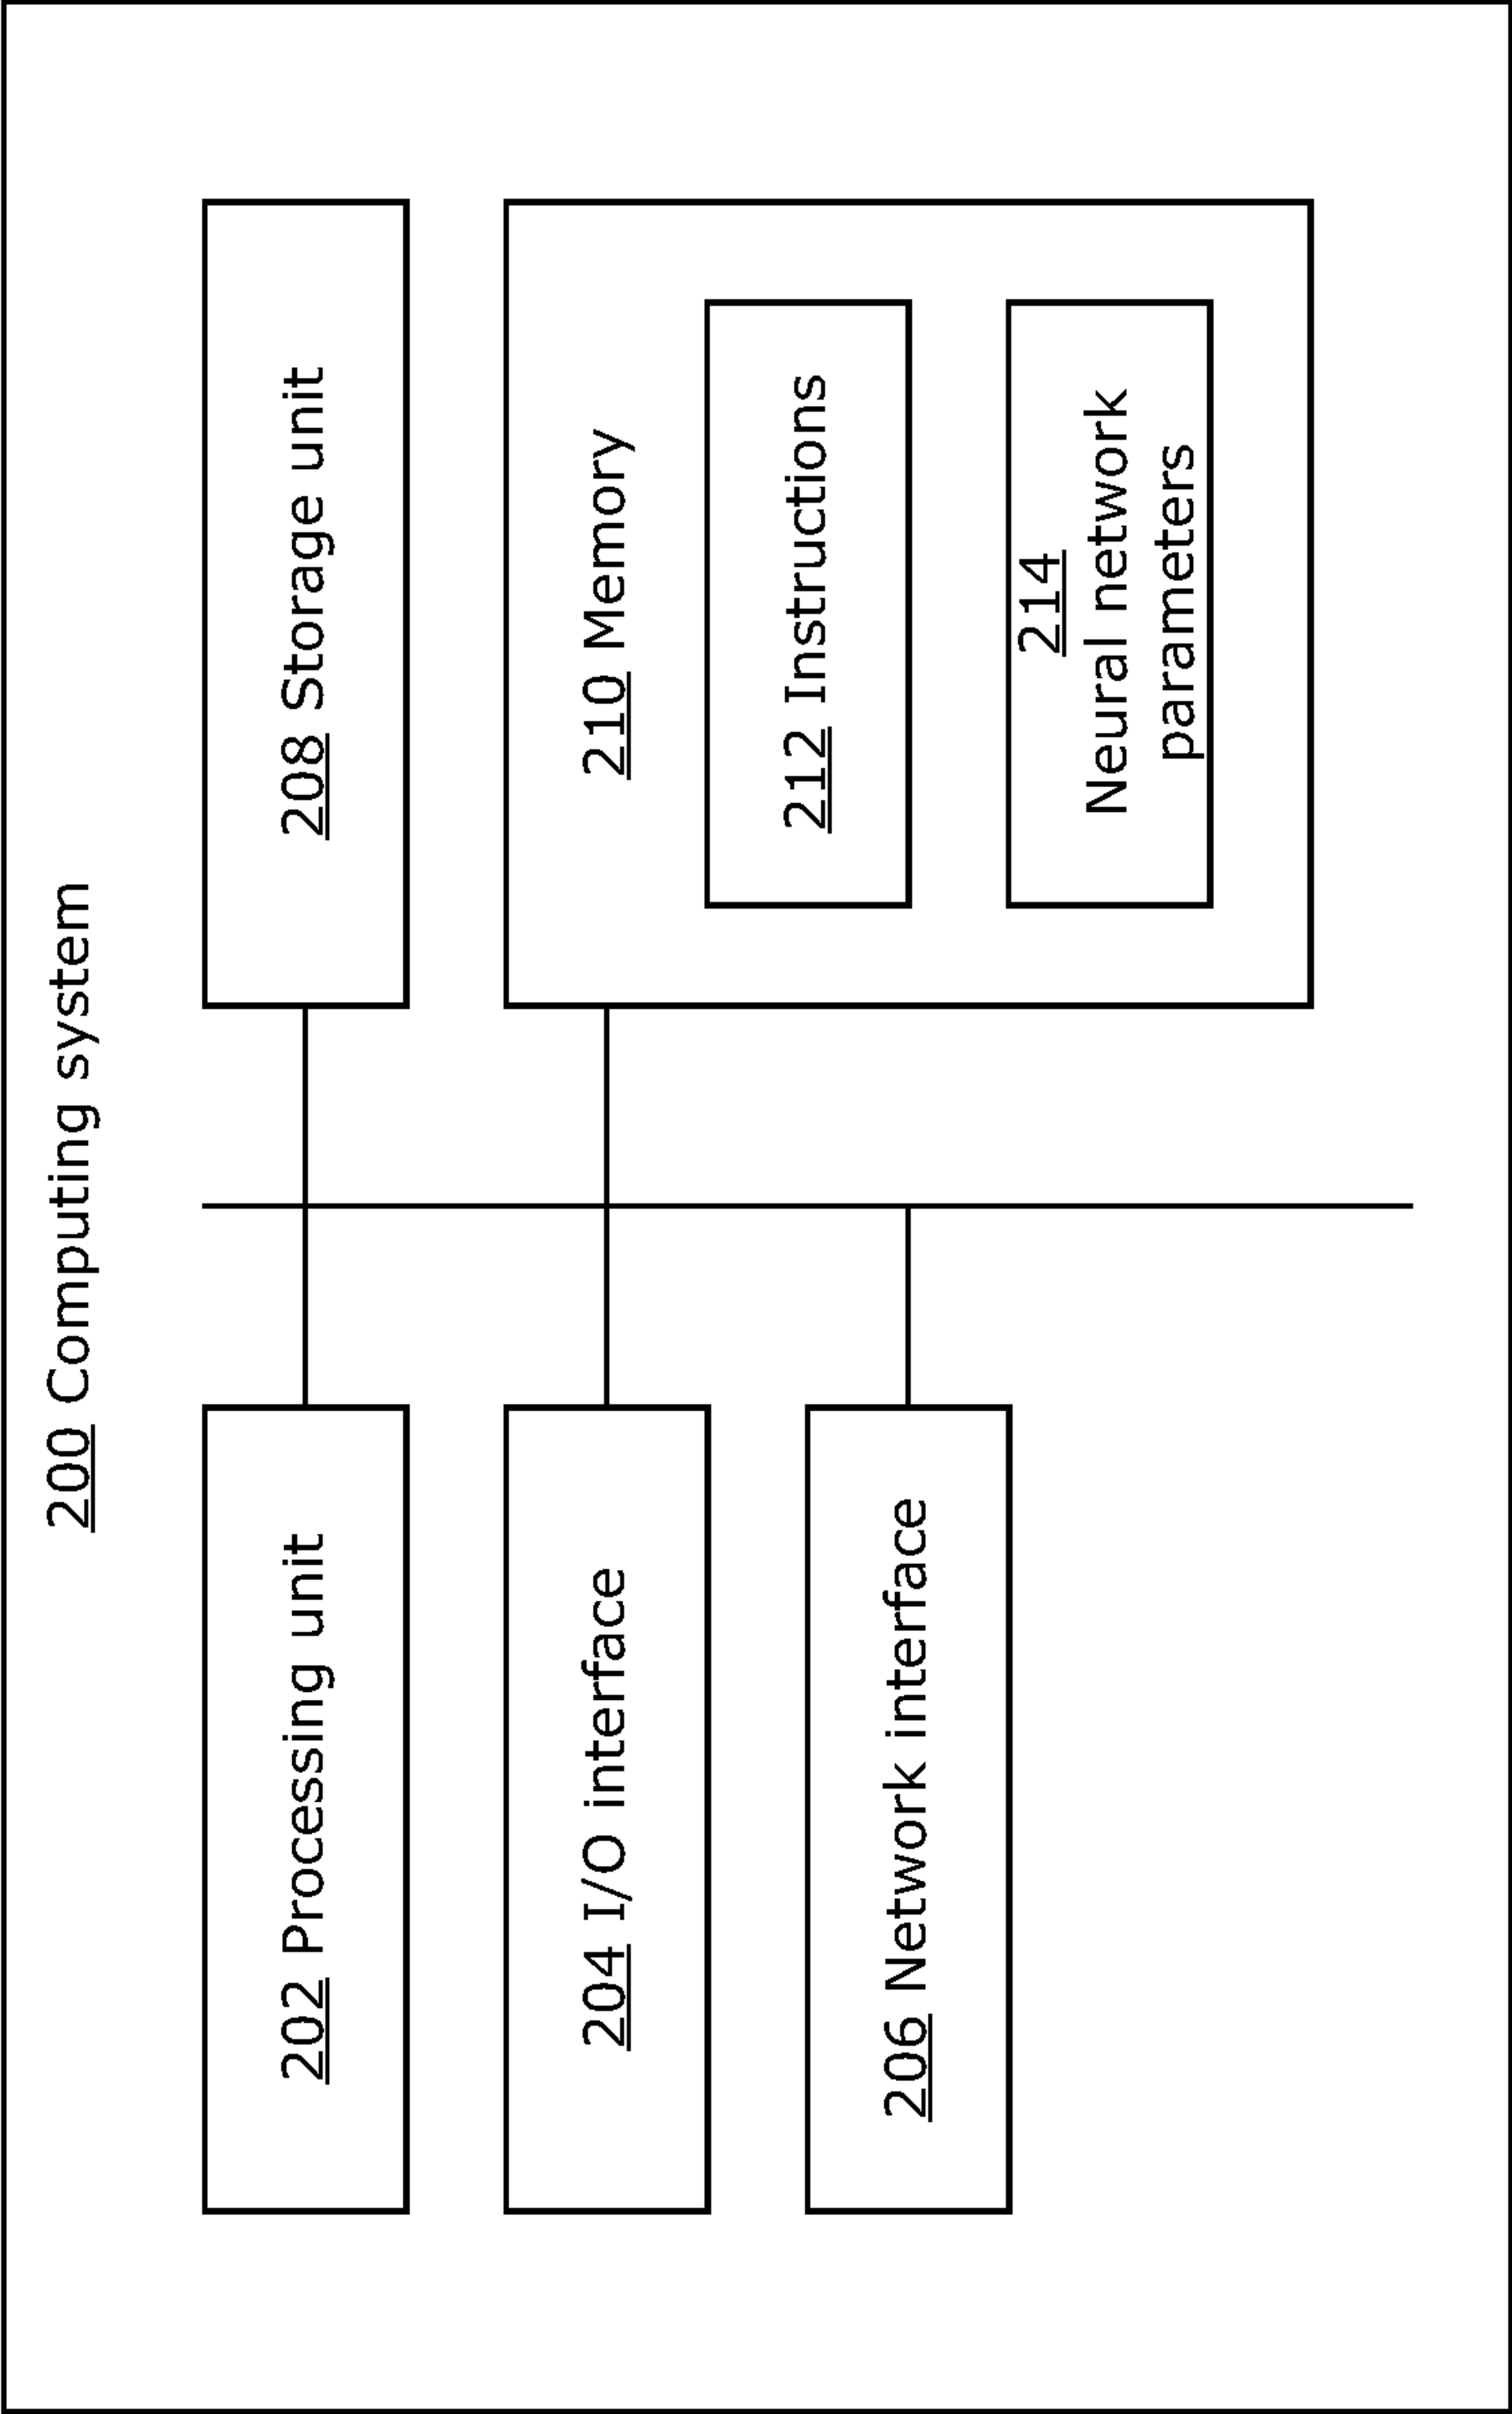 200 Computing system
202 Processing unit
204 I/O interface
206 Network interface
208 Storage unit
210 Memory
212 Instructions
214
Neural network
parameters